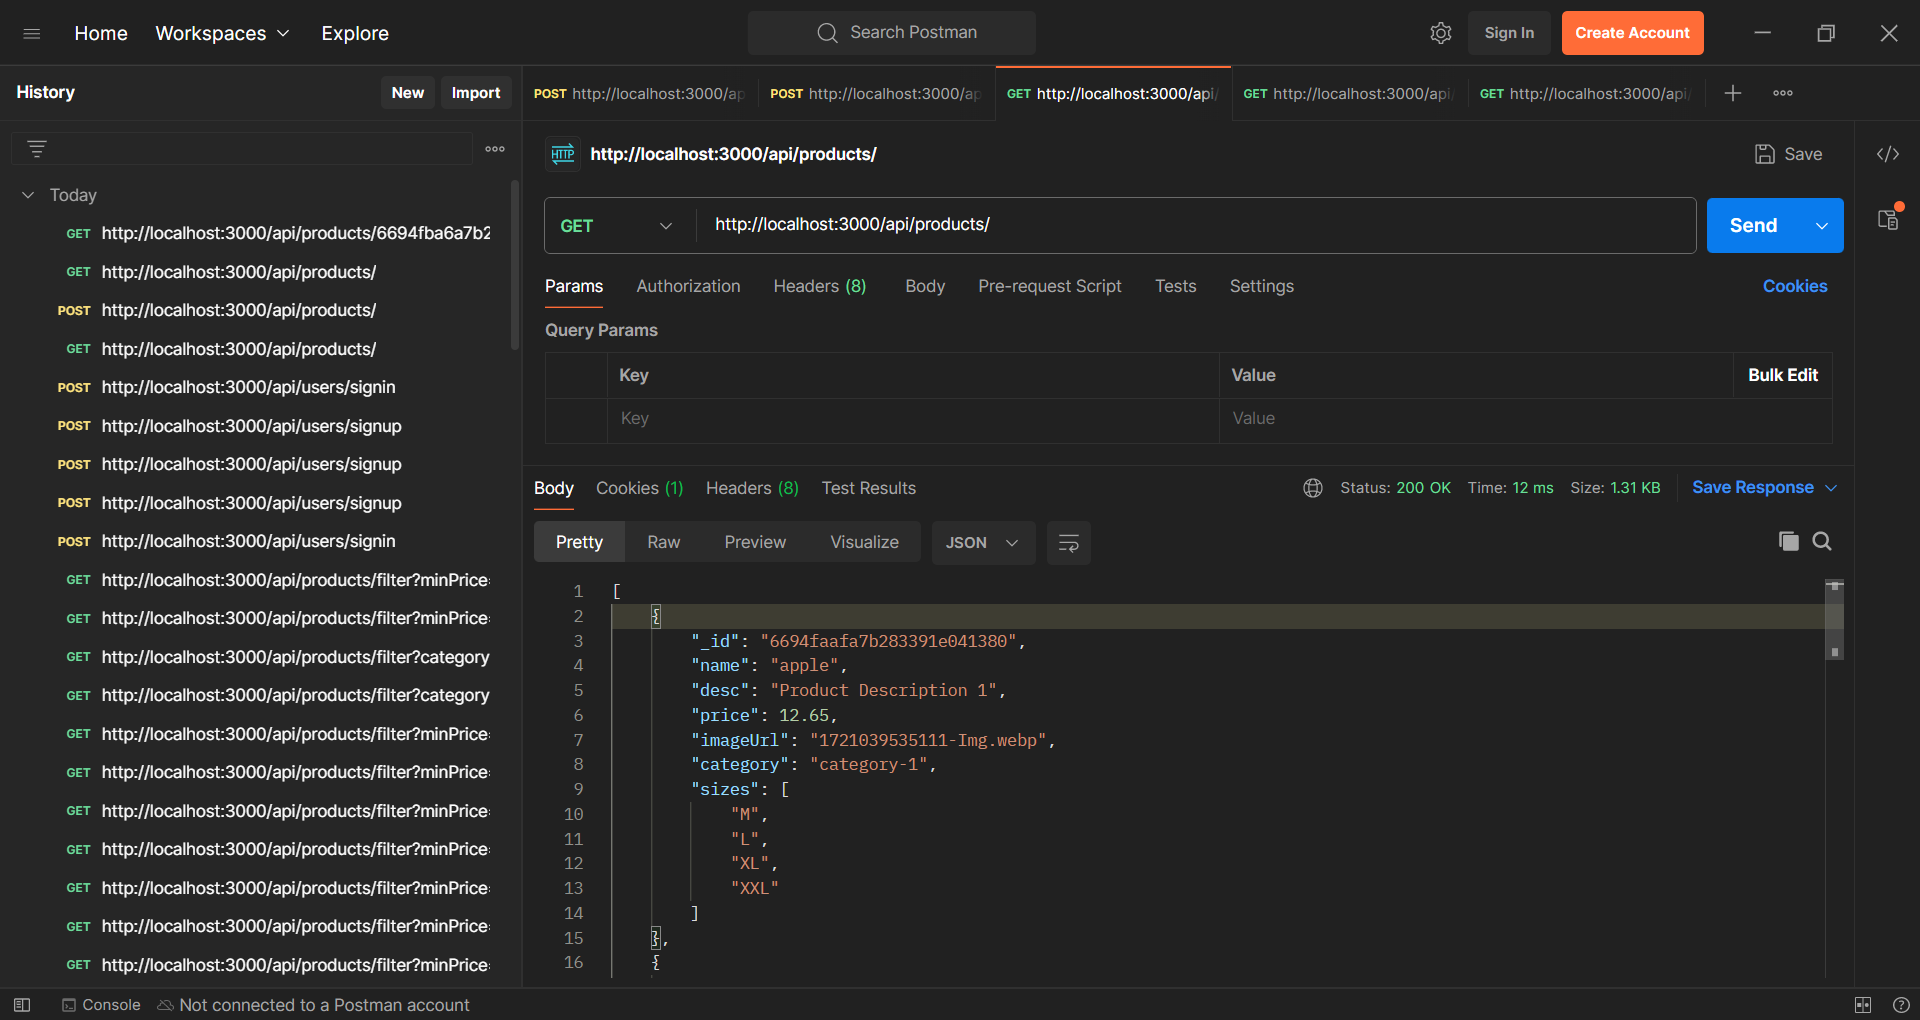 Home Workspaces Explore Search Postman Sign In Create Account
History New Import
POST http://localhost:3000/ap POST http://localhost:3000/ap GET http://localhost:3000/api/ GET http://localhost:3000/api/ GET http://localhost:3000/api/
HTTP http://localhost:3000/api/products/ Save
Today
GET http://localhost:3000/api/products/6694fba6a7b2
GET http://localhost:3000/api/products/
POST http://localhost:3000/api/products/
GET http://localhost:3000/api/products/
POST http://localhost:3000/api/users/signin
POST http://localhost:3000/api/users/signup
POST http://localhost:3000/api/users/signup
POST http://localhost:3000/api/users/signup
POST http://localhost:3000/api/users/signin
GET http://localhost:3000/api/products/filter?minPrice=
GET http://localhost:3000/api/products/filter?minPrice=
GET http://localhost:3000/api/products/filter?category
GET http://localhost:3000/api/products/filter?category
GET http://localhost:3000/api/products/filter?minPrice=
GET http://localhost:3000/api/products/filter?minPrice=
GET http://localhost:3000/api/products/filter?minPrice=
GET http://localhost:3000/api/products/filter?minPrice=
GET http://localhost:3000/api/products/filter?minPrice=
GET http://localhost:3000/api/products/filter?minPrice=
GET http://localhost:3000/api/products/filter?minPrice=
GET http://localhost:3000/api/products/ Send
Params Authorization Headers (8) Body Pre-request Script Tests Settings Cookies
Query Params
Key Value Bulk Edit
Key Value
Body Cookies (1) Headers (8) Test Results Status: 200 OK Time: 12 ms Size: 1.31 KB Save Response
Pretty Raw Preview Visualize JSON
1 [
2 {
3 "_id": "6694faafa7b283391e041380",
4 "name": "apple",
5 "desc": "Product Description 1",
6 "price": 12.65,
7 "imageUrl": "1721039535111-Img.webp",
8 "category": "category-1",
9 "sizes": [
10 "M",
11 "L",
12 "XL",
13 "XXL"
14 ]
15 },
16 {
Console Not connected to a Postman account